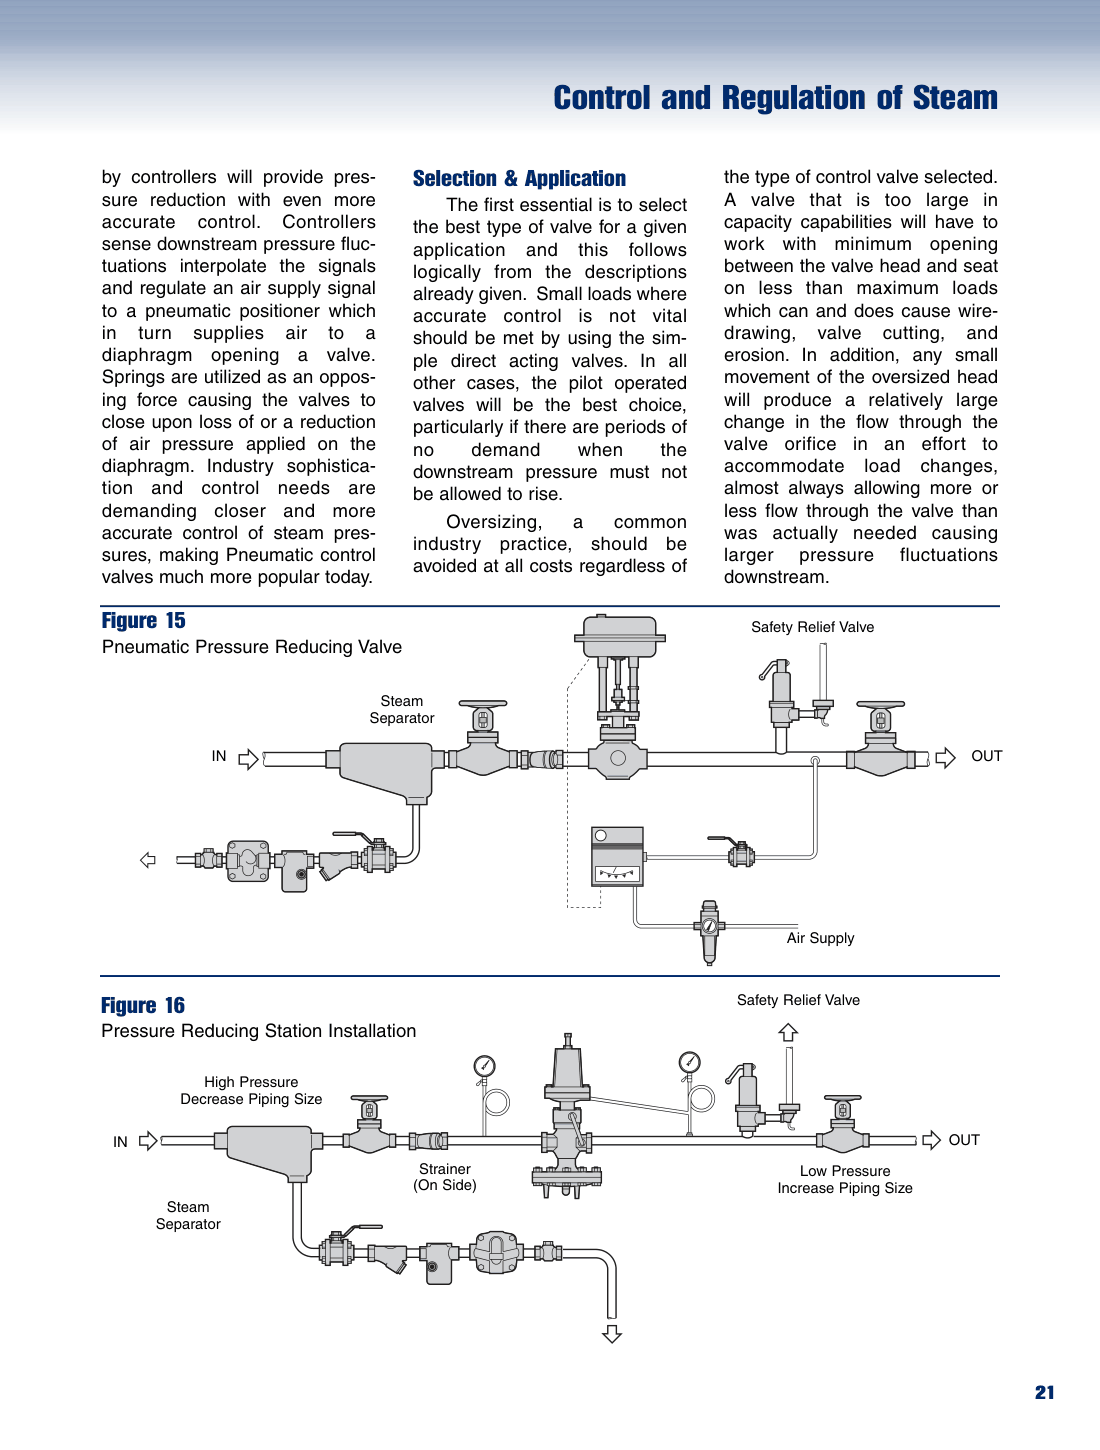 Control and Regulation of Steam
by controllers will provide pres-
sure reduction with even more
accurate control. Controllers
sense downstream pressure fluc-
tuations interpolate the signals
and regulate an air supply signal
to a pneumatic positioner which
in turn supplies air to a
diaphragm opening a valve.
Springs are utilized as an oppos-
ing force causing the valves to
close upon loss of or a reduction
of air pressure applied on the
diaphragm. Industry sophistica-
tion and control needs are
demanding closer and more
accurate control of steam pres-
sures, making Pneumatic control
valves much more popular today.
Selection & Application
The first essential is to select
the best type of valve for a given
application and this follows
logically from the descriptions
already given. Small loads where
accurate control is not vital
should be met by using the sim-
ple direct acting valves. In all
other cases, the pilot operated
valves will be the best choice,
particularly if there are periods of
no demand when the
downstream pressure must not
be allowed to rise.
Oversizing, a common
industry practice, should be
avoided at all costs regardless of
the type of control valve selected.
A valve that is too large in
capacity capabilities will have to
work with minimum opening
between the valve head and seat
on less than maximum loads
which can and does cause wire-
drawing, valve cutting, and
erosion. In addition, any small
movement of the oversized head
will produce a relatively large
change in the flow through the
valve orifice in an effort to
accommodate load changes,
almost always allowing more or
less flow through the valve than
was actually needed causing
larger pressure fluctuations
downstream.
Figure 15
Pneumatic Pressure Reducing Valve
Safety Relief Valve
Steam
Separator
IN
OUT
Air Supply
Figure 16
Pressure Reducing Station Installation
Safety Relief Valve
High Pressure
Decrease Piping Size
IN
OUT
Strainer
(On Side)
Low Pressure
Increase Piping Size
Steam
Separator
21